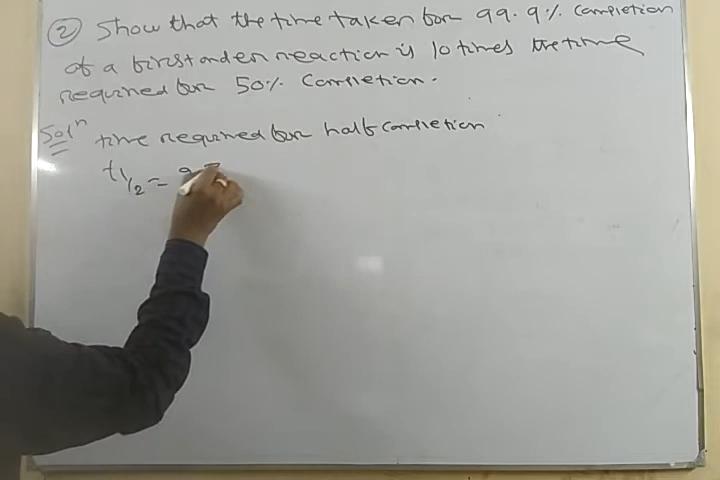 ② Show that the time taken for 99.9% completion
of a first order reaction is 10 times the time
required for 50% Completion.
Solⁿ time required for half completion
t1/2 =